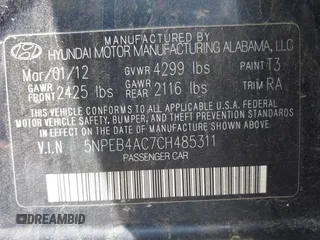 MANUFACTURED BY
HYUNDAI MOTOR MANUFACTURING ALABAMA, LLC
Mar/01/12 GVWR 4299 lbs PAINT T3
GAWR FRONT 2425 lbs GAWR REAR 2116 lbs TRIM RA
THIS VEHICLE CONFORMS TO ALL APPLICABLE U.S.A. FEDERAL MOTOR
VEHICLE SAFETY, BUMPER, AND THEFT PREVENTION STANDARDS
IN EFFECT ON THE DATE OF MANUFACTURE SHOWN ABOVE.
V.I.N 5NPEB4AC7CH485311
PASSENGER CAR
DREAMBID